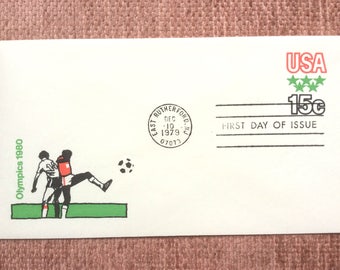 USA
15c
EAST RUTHERFORD, NJ
DEC
10
1979
07073
FIRST DAY OF ISSUE
Olympics 1980